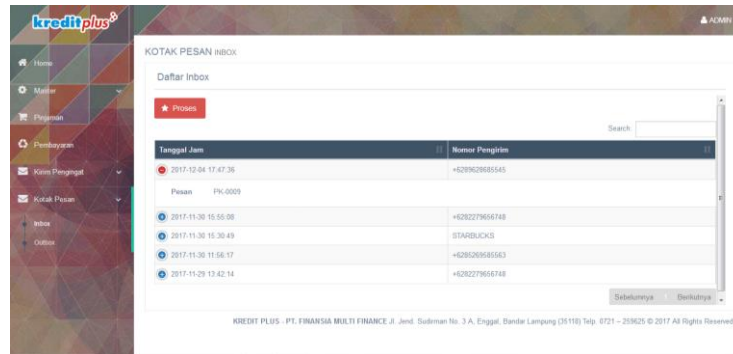 kreditplus
ADMIN
Home
Master
Pinjaman
Pembayaran
Kirim Pengingat
Kotak Pesan
Inbox
Outbox
KOTAK PESAN INBOX
Daftar Inbox
Proses
Search:
Tanggal Jam Nomor Pengirim
2017-12-04 17:47:36 +6289628685545
Pesan PK-0009
2017-11-30 15:55:08 +6282279656748
2017-11-30 15:30:49 STARBUCKS
2017-11-30 11:56:17 +6285269585563
2017-11-29 13:42:14 +6282279656748
Sebelumnya 1 Berikutnya
KREDIT PLUS - PT. FINANSIA MULTI FINANCE Jl. Jend. Sudirman No. 3 A, Enggal, Bandar Lampung (35118) Telp. 0721 – 259625 © 2017 All Rights Reserved